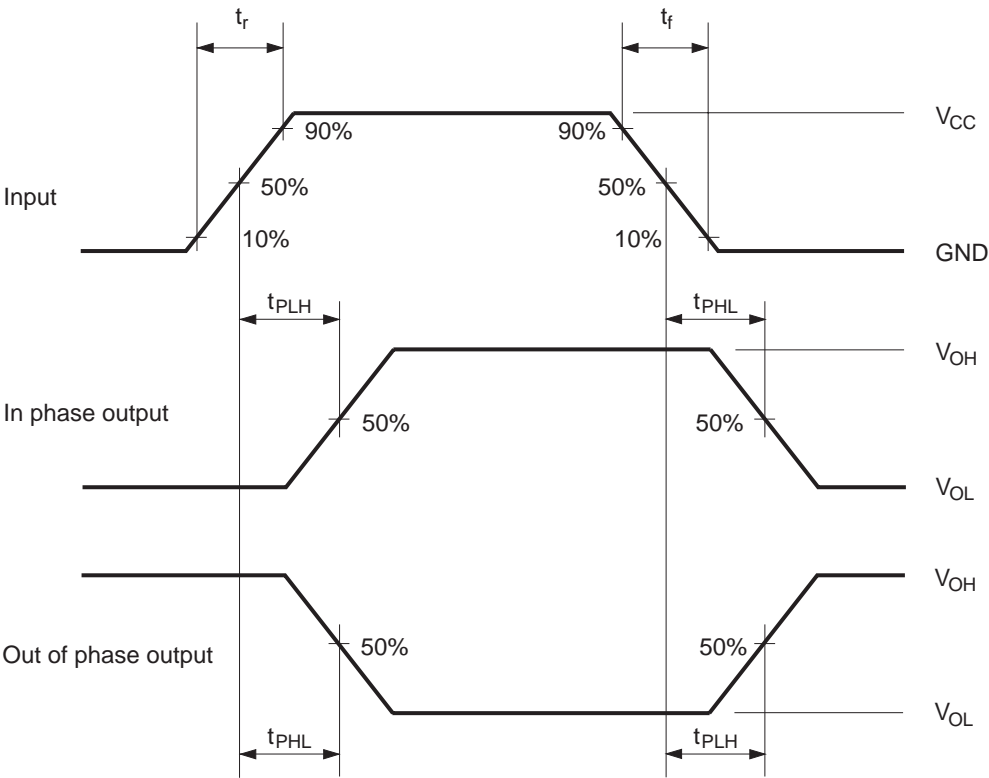 tr
tf
90%
90%
VCC
Input
50%
50%
10%
10%
GND
tPLH
tPHL
VOH
In phase output
50%
50%
VOL
VOH
Out of phase output
50%
50%
VOL
tPHL
tPLH